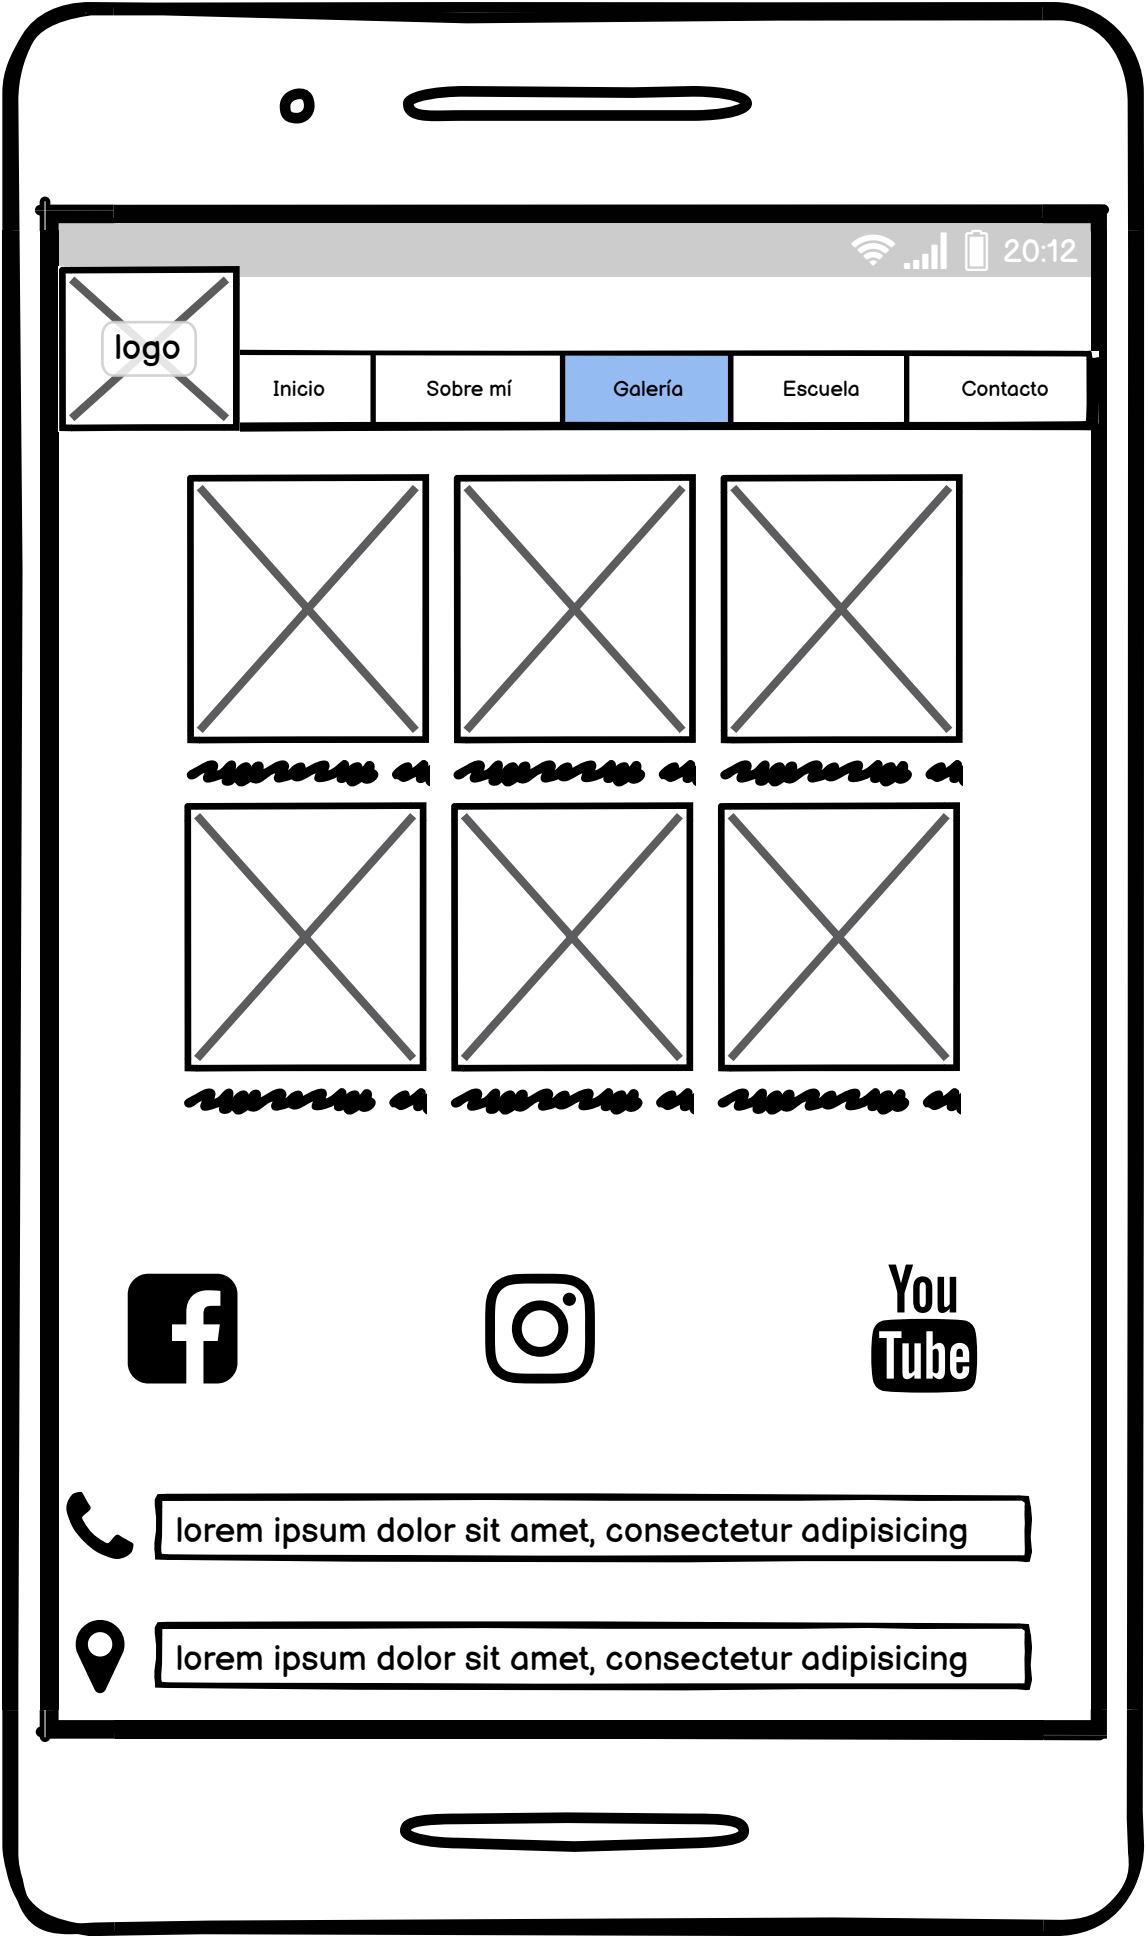 20:12
logo
Inicio Sobre mí Galería Escuela Contacto
You
Tube
lorem ipsum dolor sit amet, consectetur adipisicing
lorem ipsum dolor sit amet, consectetur adipisicing